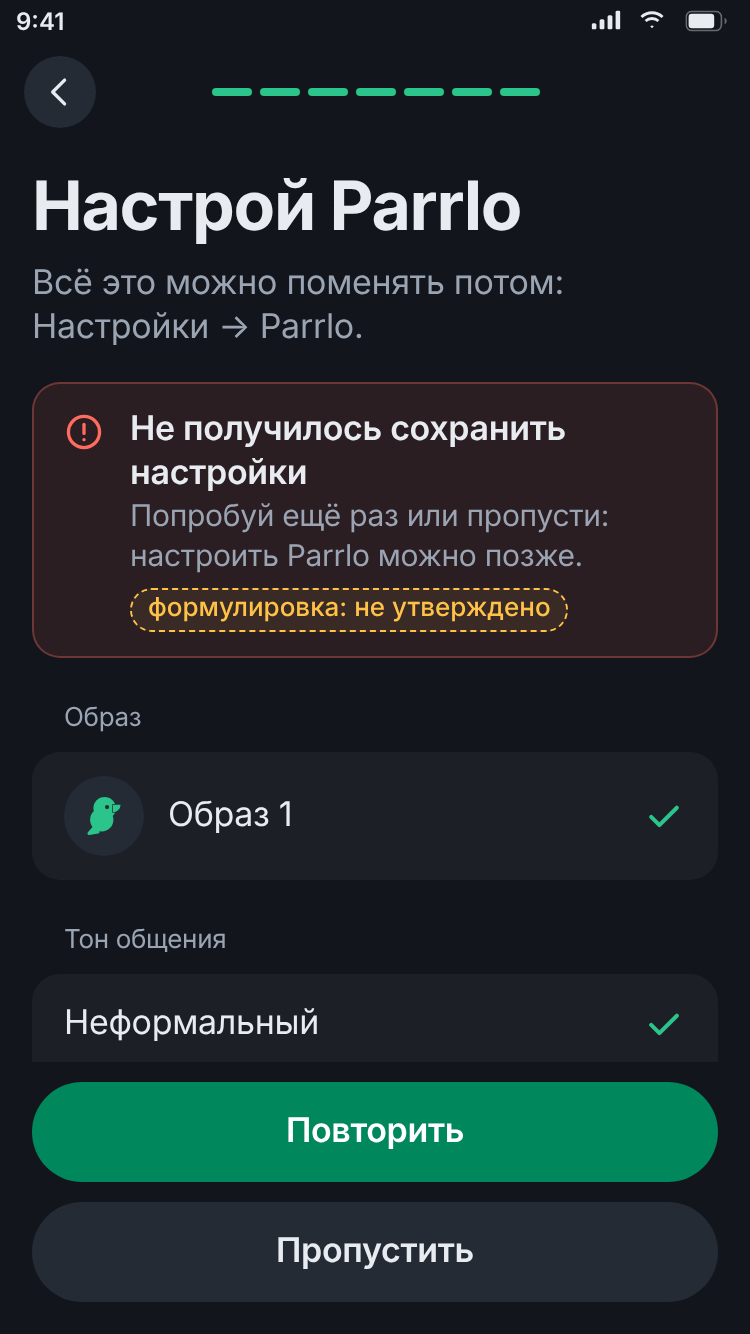 9:41
Настрой Parrlo
Всё это можно поменять потом:
Настройки → Parrlo.
Не получилось сохранить
настройки
Попробуй ещё раз или пропусти:
настроить Parrlo можно позже.
формулировка: не утверждено
Образ
Образ 1
Тон общения
Неформальный
Повторить
Пропустить